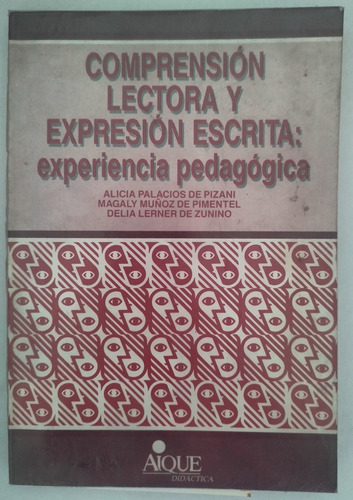 COMPRENSIÓN
LECTORA Y
EXPRESIÓN ESCRITA:
experiencia pedagógica
ALICIA PALACIOS DE PIZANI
MAGALY MUÑOZ DE PIMENTEL
DELIA LERNER DE ZUNINO
AIQUE
DIDACTICA